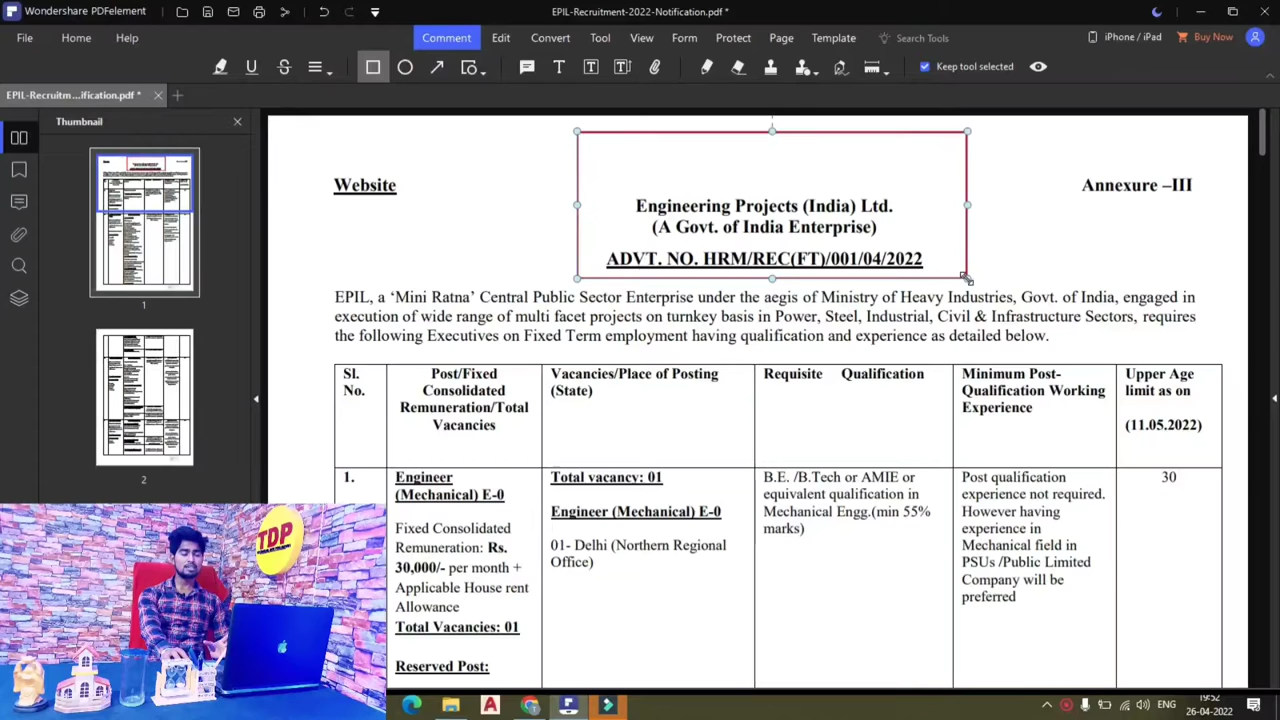 Wondershare PDFelement
EPIL-Recruitment-2022-Notification.pdf *
File Home Help
Comment Edit Convert Tool View Form Protect Page Template Search Tools
iPhone / iPad Buy Now
Keep tool selected
EPIL-Recruitm...ification.pdf *
Thumbnail
1
2
Website
Annexure –III
Engineering Projects (India) Ltd.
(A Govt. of India Enterprise)
ADVT. NO. HRM/REC(FT)/001/04/2022
EPIL, a ‘Mini Ratna’ Central Public Sector Enterprise under the aegis of Ministry of Heavy Industries, Govt. of India, engaged in
execution of wide range of multi facet projects on turnkey basis in Power, Steel, Industrial, Civil & Infrastructure Sectors, requires
the following Executives on Fixed Term employment having qualification and experience as detailed below.
Sl.
No.
Post/Fixed
Consolidated
Remuneration/Total
Vacancies
Vacancies/Place of Posting
(State)
Requisite Qualification
Minimum Post-
Qualification Working
Experience
Upper Age
limit as on
(11.05.2022)
1.
Engineer
(Mechanical) E-0
Fixed Consolidated
Remuneration: Rs.
30,000/- per month +
Applicable House rent
Allowance
Total Vacancies: 01
Reserved Post:
Total vacancy: 01
Engineer (Mechanical) E-0
01- Delhi (Northern Regional
Office)
B.E. /B.Tech or AMIE or
equivalent qualification in
Mechanical Engg.(min 55%
marks)
Post qualification
experience not required.
However having
experience in
Mechanical field in
PSUs /Public Limited
Company will be
preferred
30
TDP
ENG
19:52
26-04-2022